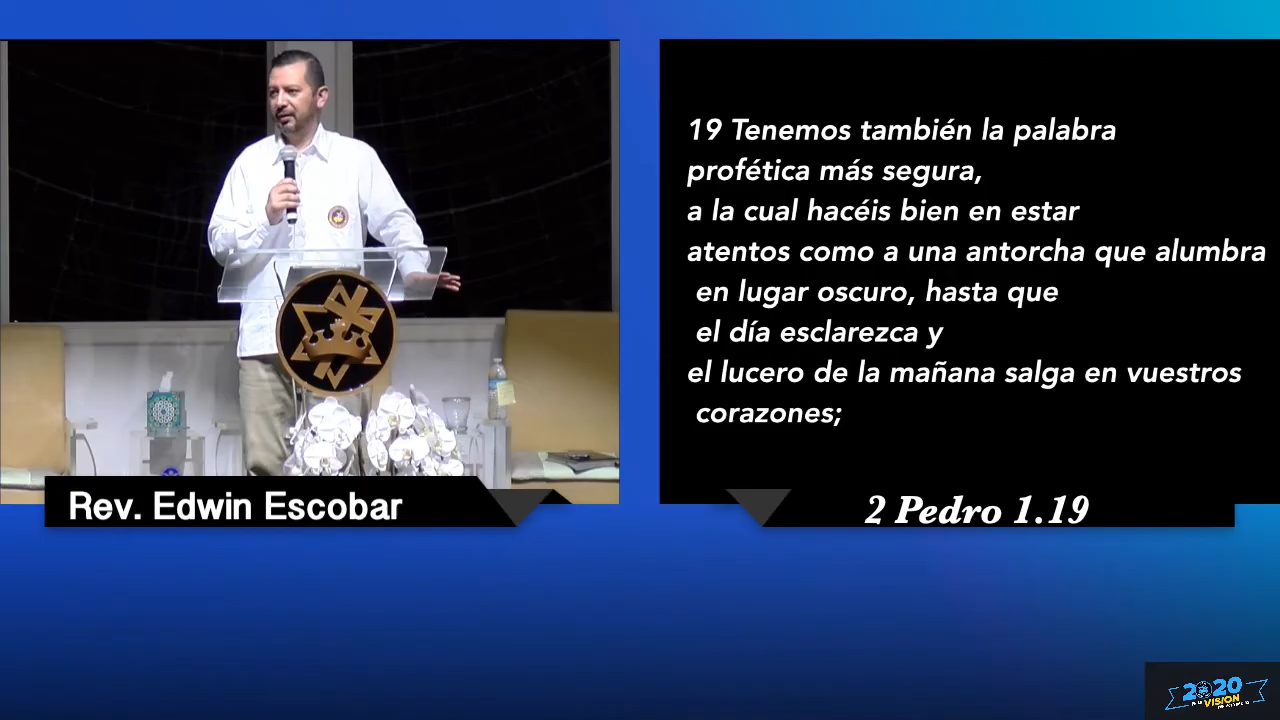 19 Tenemos también la palabra
profética más segura,
a la cual hacéis bien en estar
atentos como a una antorcha que alumbra
en lugar oscuro, hasta que
el día esclarezca y
el lucero de la mañana salga en vuestros
corazones;
Rev. Edwin Escobar
2 Pedro 1.19
2020
VISION